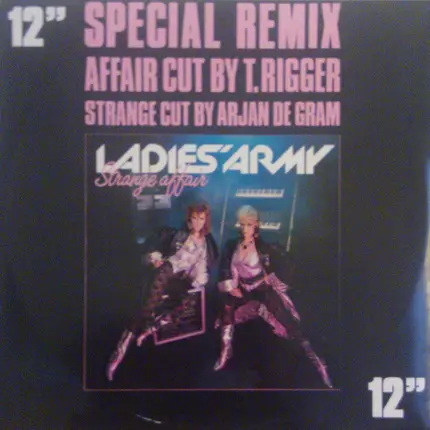 12” SPECIAL REMIX
AFFAIR CUT BY T.RIGGER
STRANGE CUT BY ARJAN DE GRAM
LADIES'ARMY
Strange affair
12”